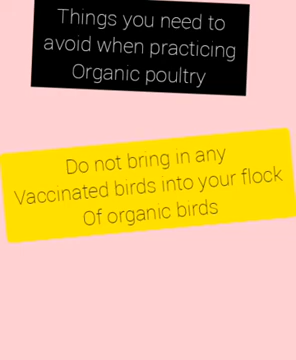 Things you need to
avoid when practicing
Organic poultry
Do not bring in any
Vaccinated birds into your flock
Of organic birds